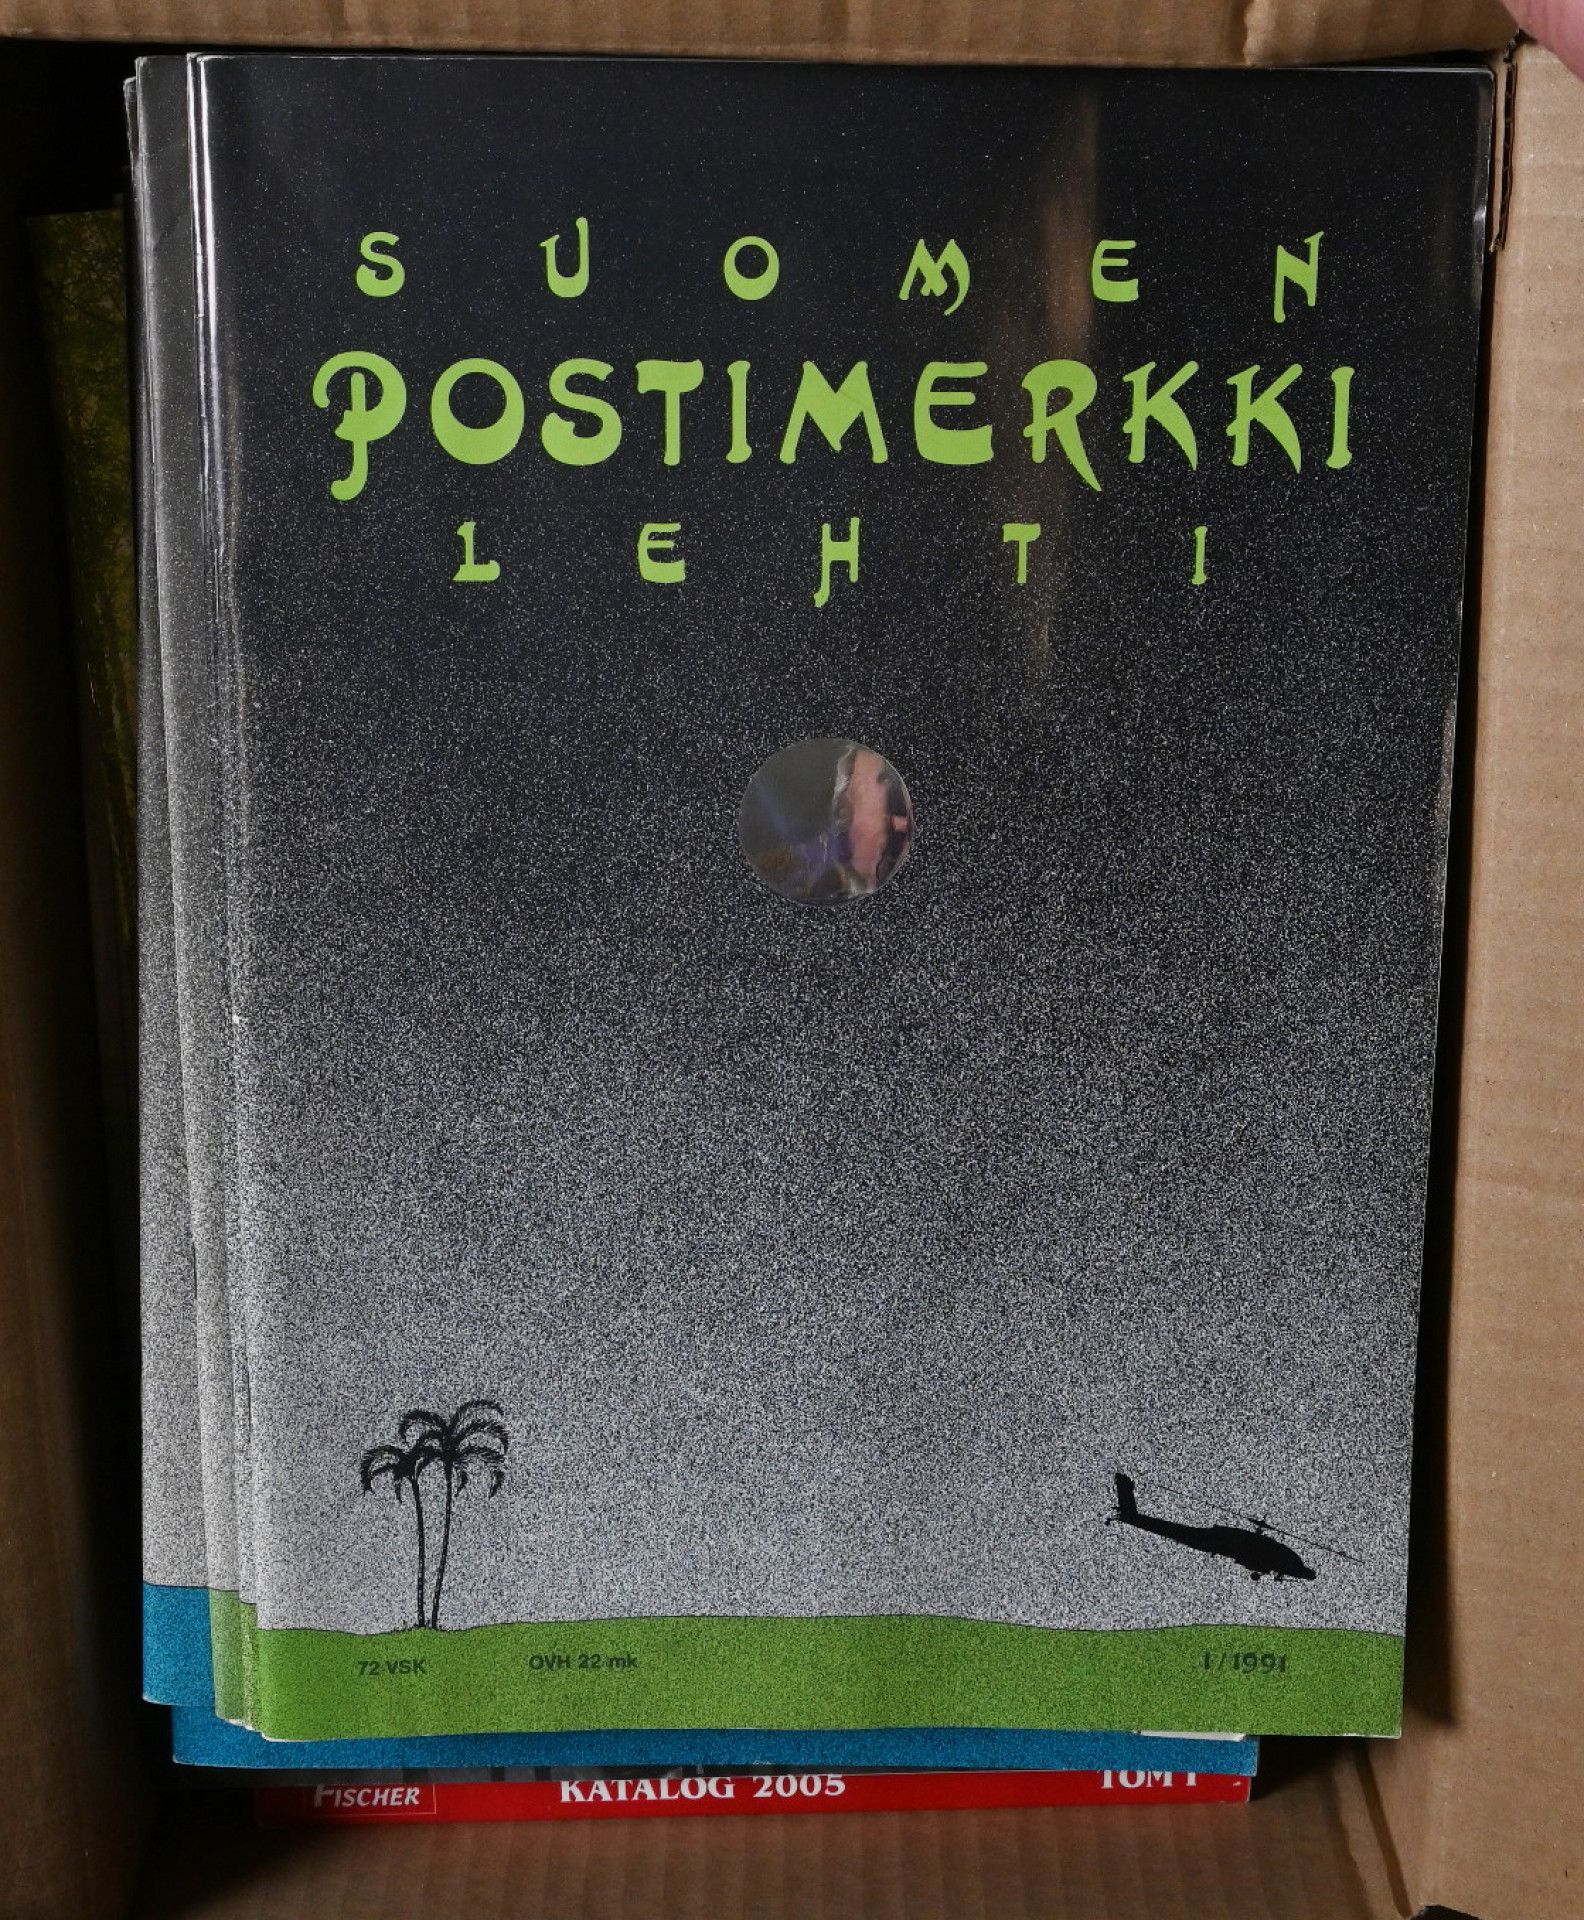 SUOMEN
POSTIMERKKI
LEHTI
72 VSK OVH 22 mk 1/1991
FISCHER KATALOG 2005 TOM I